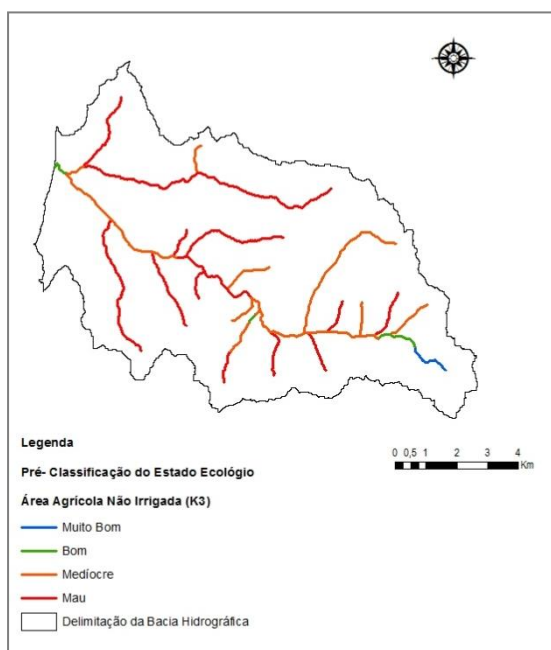 Legenda
Pré- Classificação do Estado Ecológio
Área Agrícola Não Irrigada (K3)
Muito Bom
Bom
Medíocre
Mau
Delimitação da Bacia Hidrográfica
0 0,5 1 2 3 4
Km